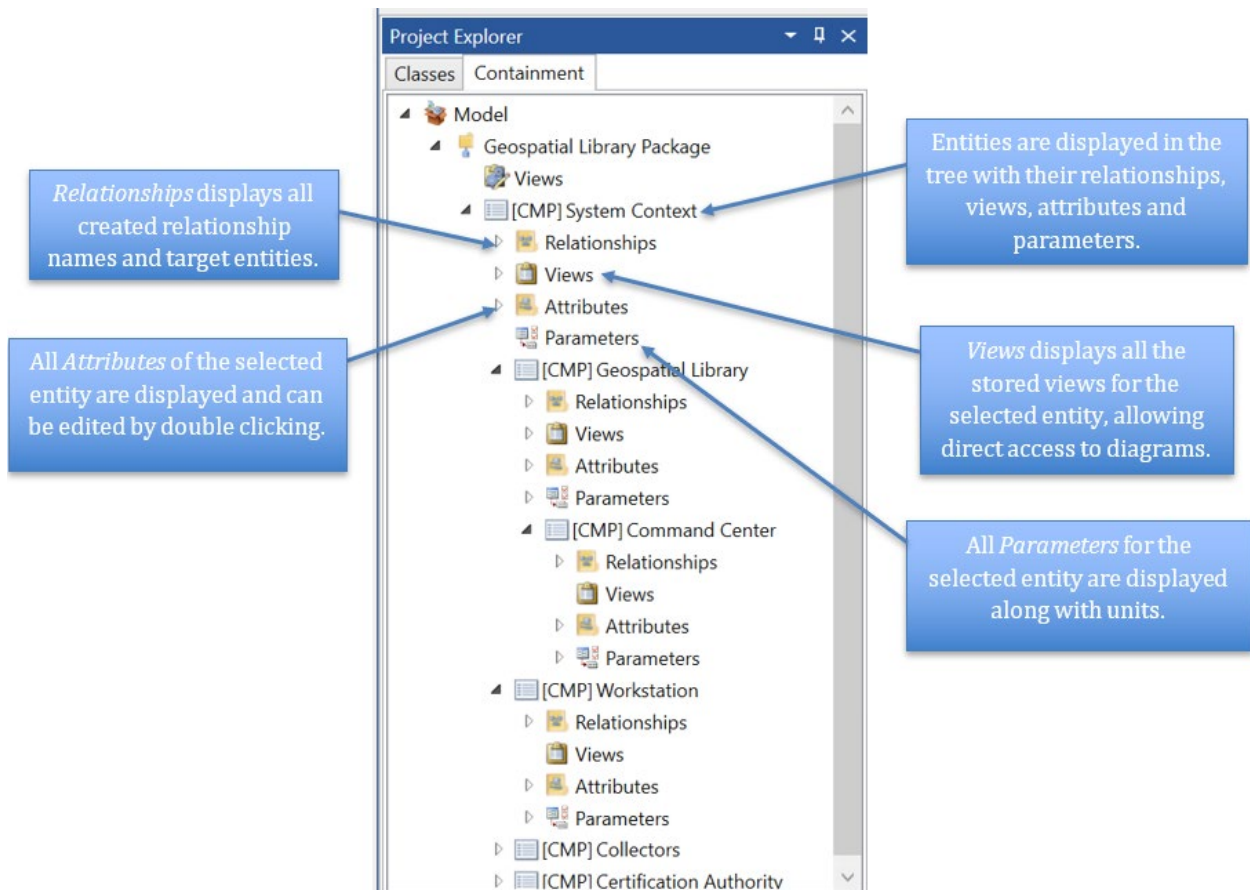 Project Explorer
Classes
Containment
Model
Geospatial Library Package
Views
[CMP] System Context
Relationships
Views
Attributes
Parameters
[CMP] Geospatial Library
Relationships
Views
Attributes
Parameters
[CMP] Command Center
Relationships
Views
Attributes
Parameters
[CMP] Workstation
Relationships
Views
Attributes
Parameters
[CMP] Collectors
[CMP] Certification Authority
Relationships displays all
created relationship
names and target entities.
All Attributes of the selected
entity are displayed and can
be edited by double clicking.
Entities are displayed in the
tree with their relationships,
views, attributes and
parameters.
Views displays all the
stored views for the
selected entity, allowing
direct access to diagrams.
All Parameters for the
selected entity are displayed
along with units.